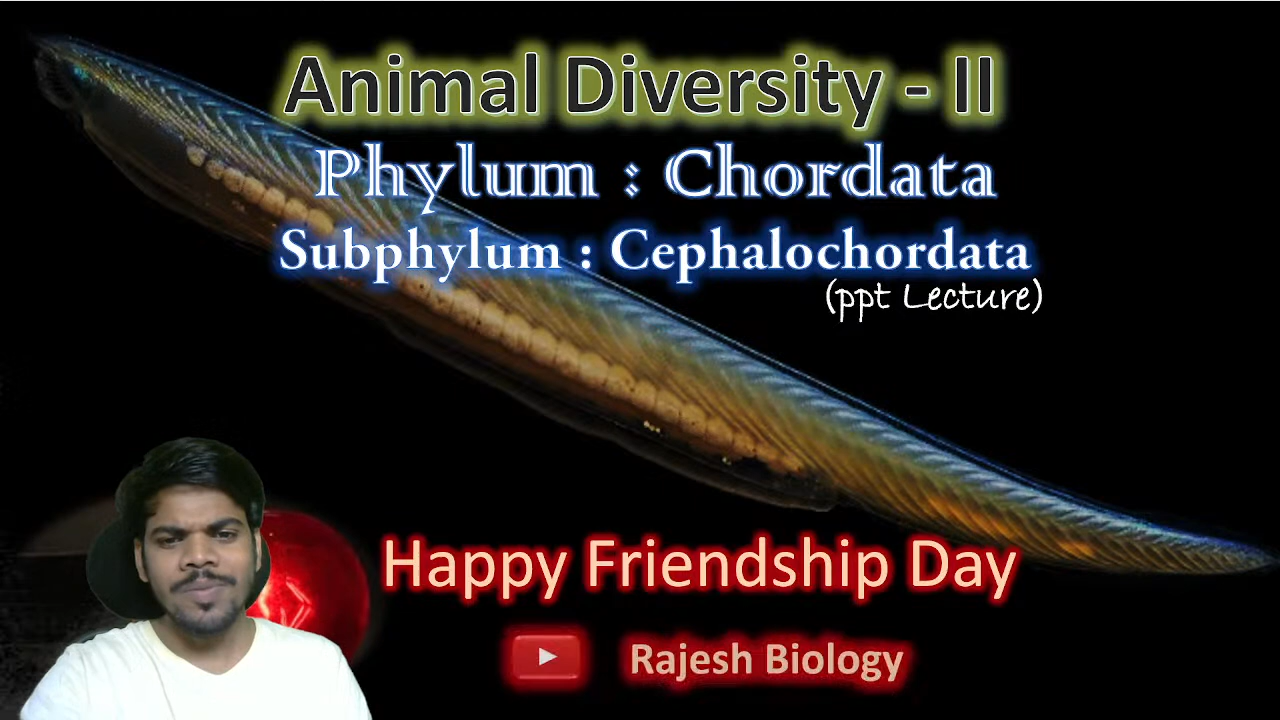 Animal Diversity - II
Phylum : Chordata
Subphylum : Cephalochordata
(ppt Lecture)
Happy Friendship Day
Rajesh Biology